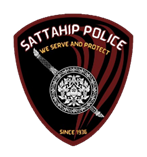 SATTAHIP POLICE
WE SERVE AND PROTECT
SINCE 1936